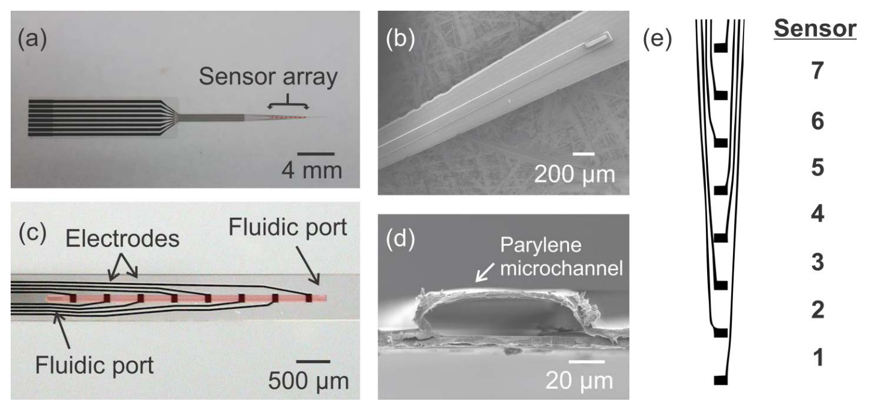 (a)
Sensor array
4 mm
(b)
200 µm
(c)
Electrodes
Fluidic port
Fluidic port
500 µm
(d)
Parylene
microchannel
20 µm
(e)
Sensor
7
6
5
4
3
2
1